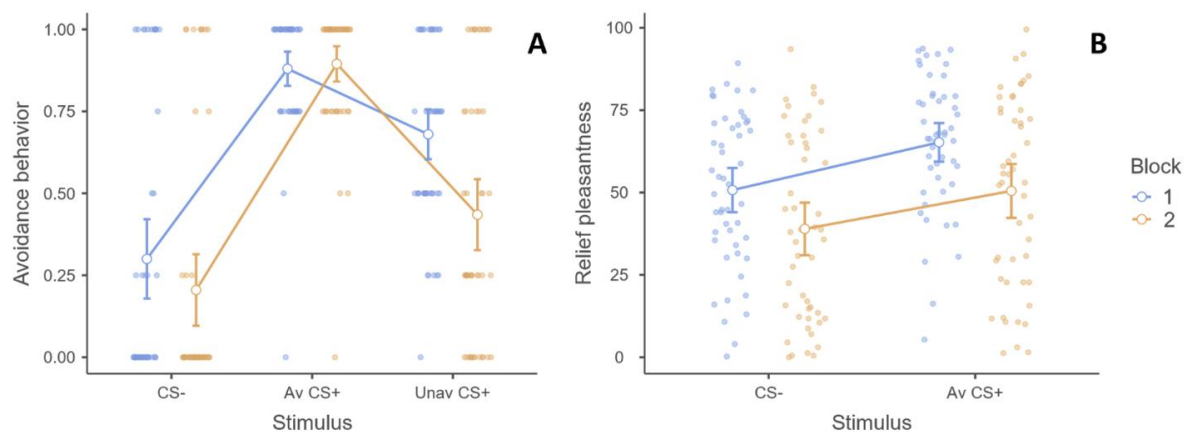 A
Avoidance behavior
1.00
0.75
0.50
0.25
0.00
CS-
Av CS+
Unav CS+
Stimulus
B
Relief pleasantness
100
75
50
25
0
CS-
Av CS+
Stimulus
Block
1
2